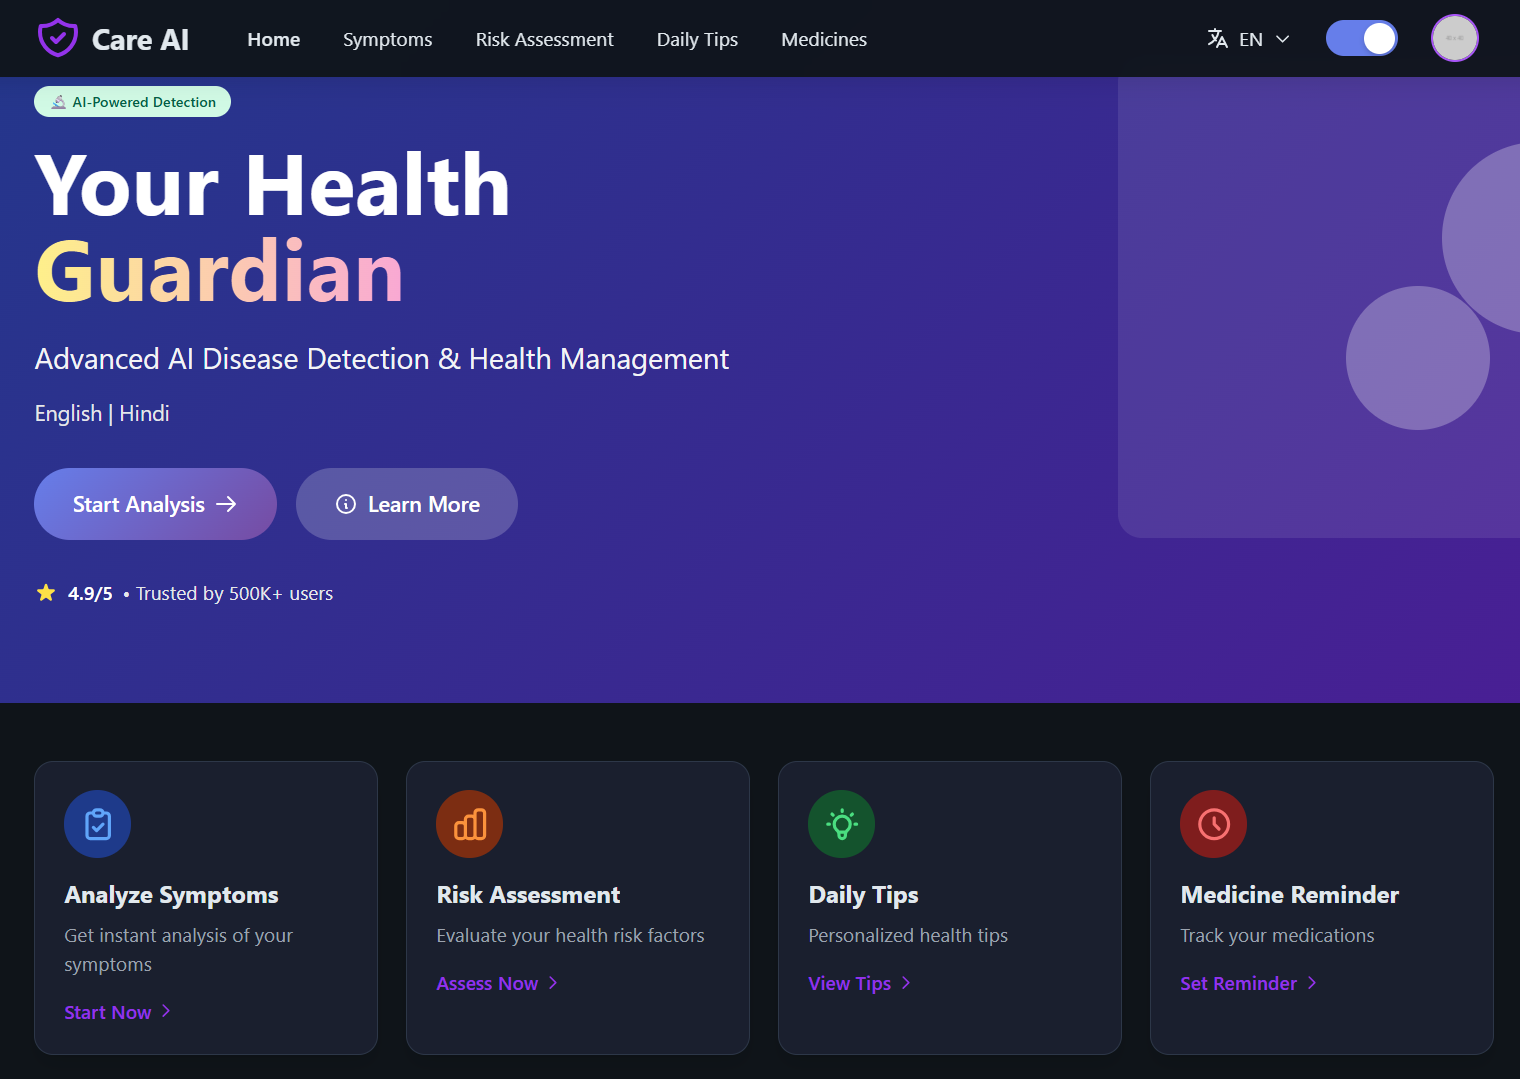 Care AI
Home
Symptoms
Risk Assessment
Daily Tips
Medicines
EN
AI-Powered Detection
Your Health
Guardian
Advanced AI Disease Detection & Health Management
English | Hindi
Start Analysis
Learn More
4.9/5 • Trusted by 500K+ users
Analyze Symptoms
Get instant analysis of your
symptoms
Start Now
Risk Assessment
Evaluate your health risk factors
Assess Now
Daily Tips
Personalized health tips
View Tips
Medicine Reminder
Track your medications
Set Reminder